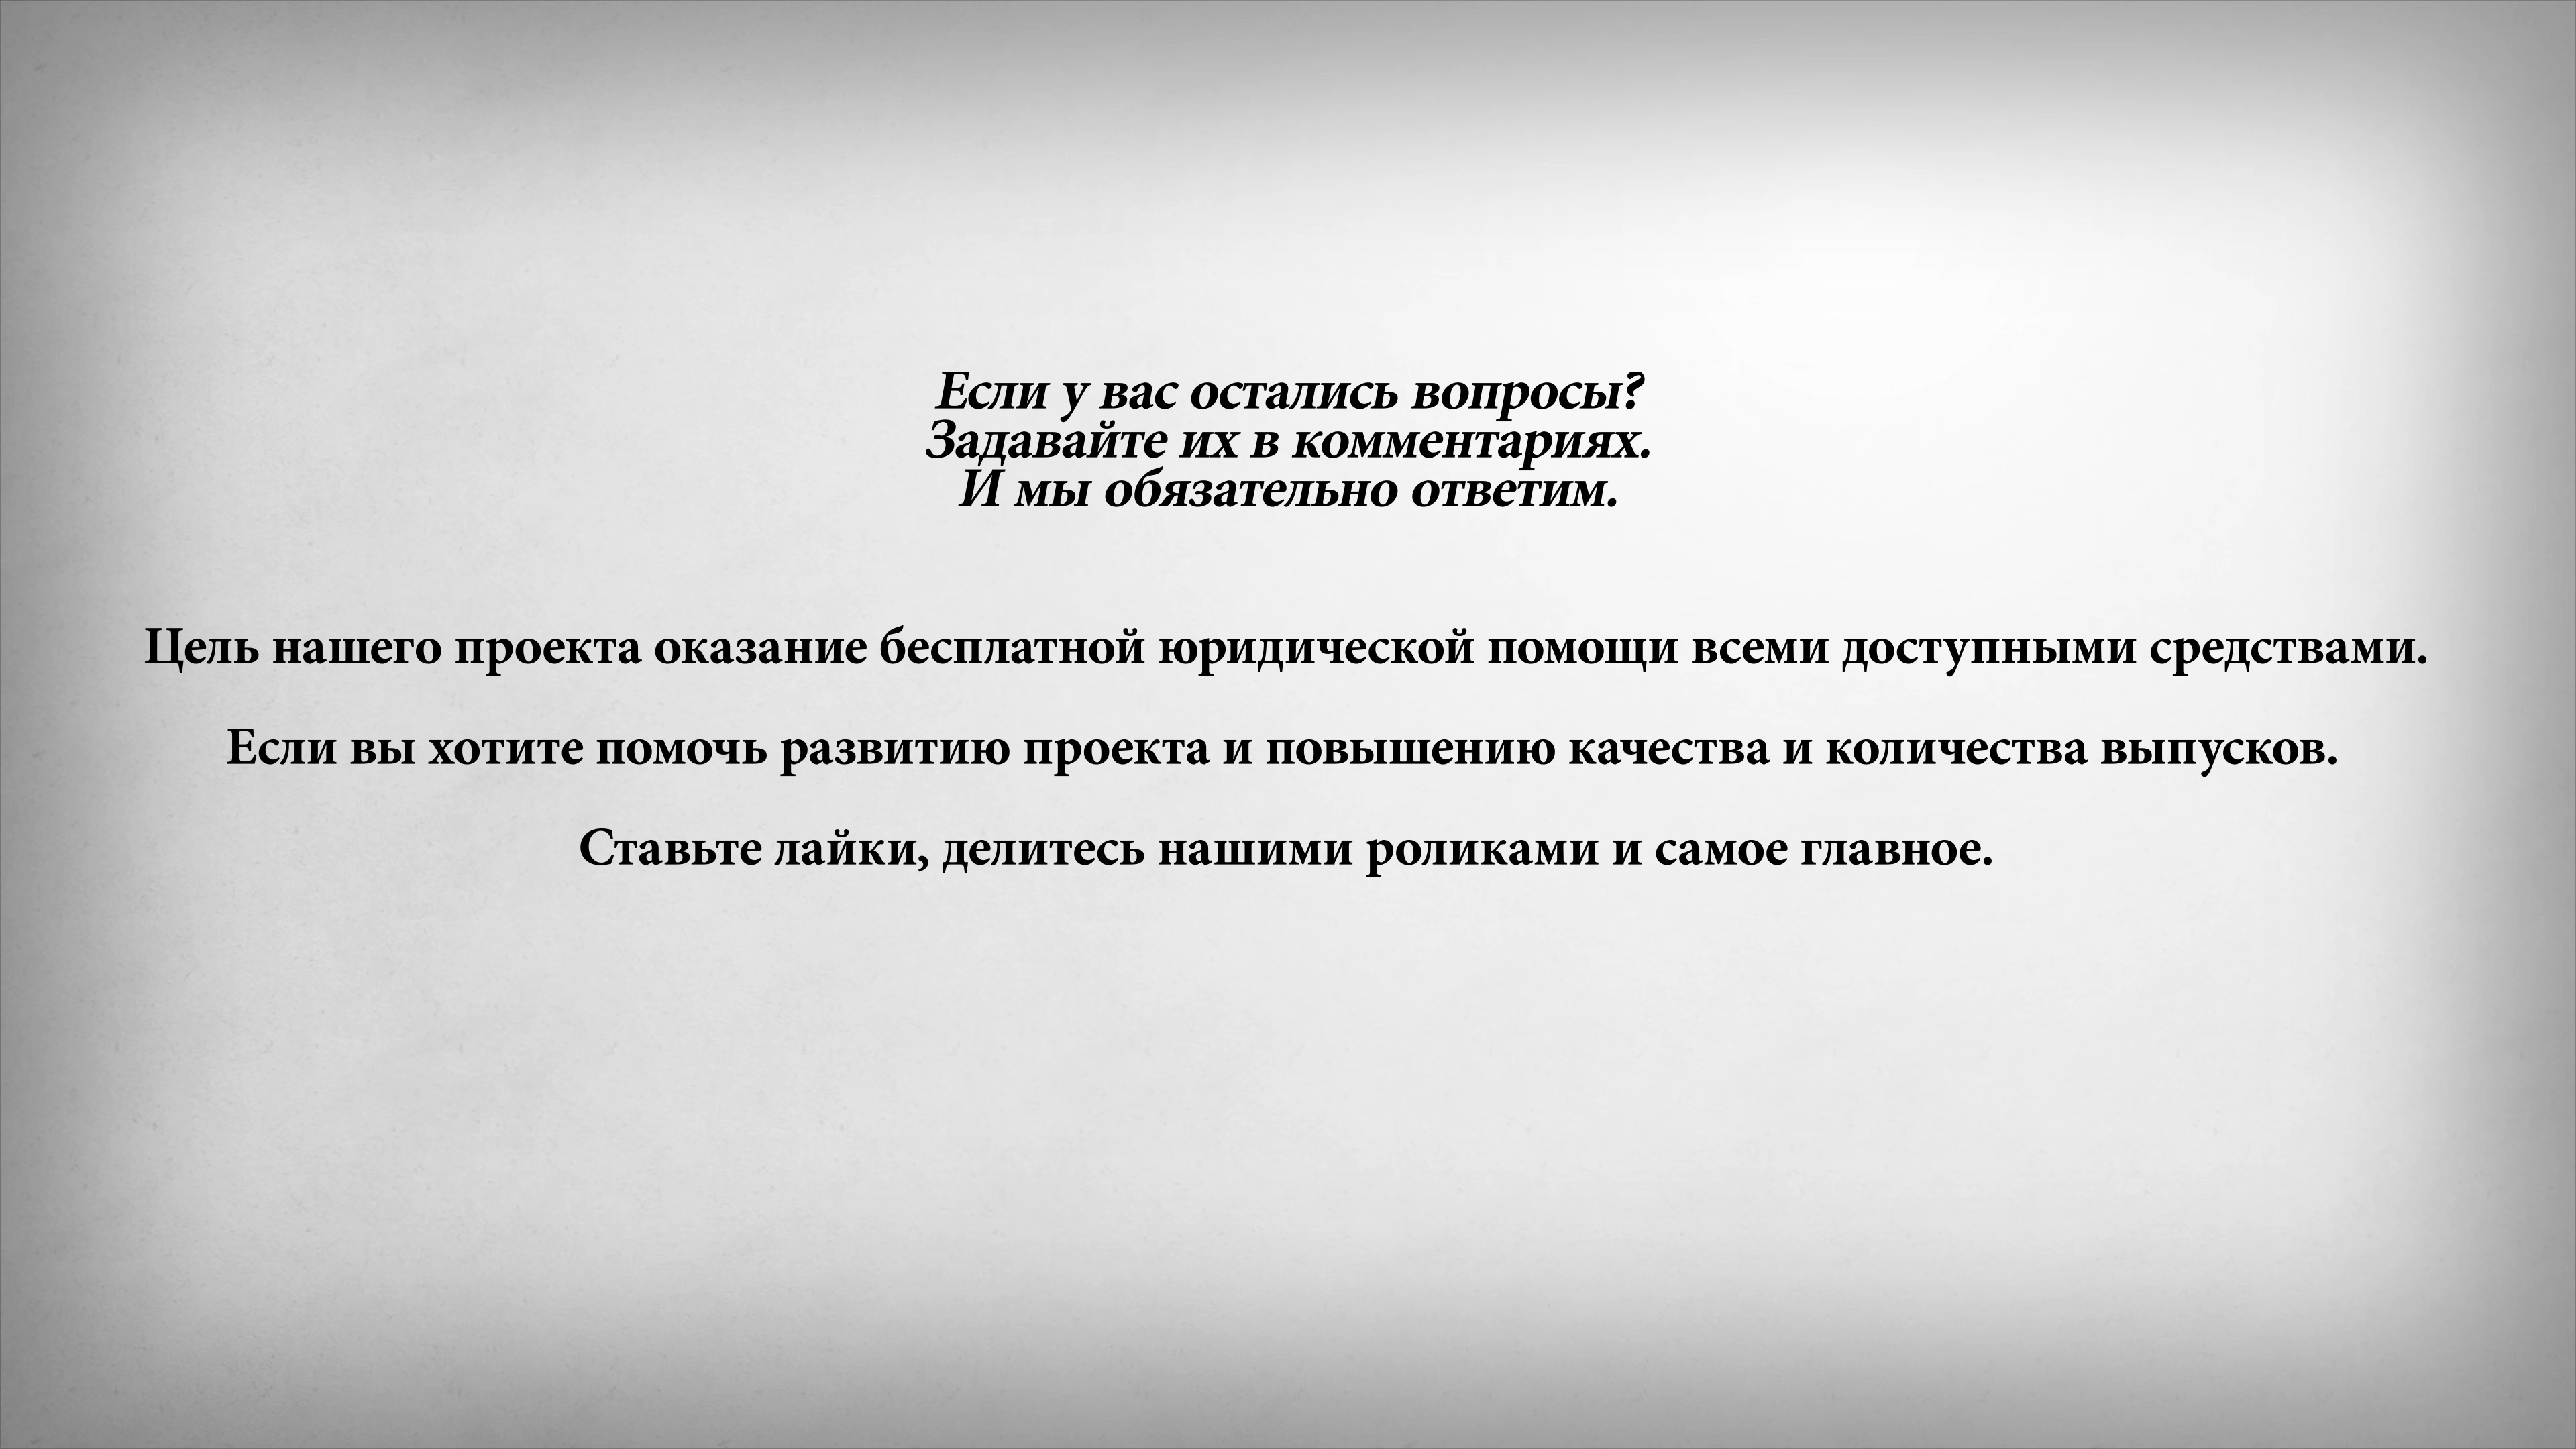 Если у вас остались вопросы?
Задавайте их в комментариях.
И мы обязательно ответим.
Цель нашего проекта оказание бесплатной юридической помощи всеми доступными средствами.
Если вы хотите помочь развитию проекта и повышению качества и количества выпусков.
Ставьте лайки, делитесь нашими роликами и самое главное.